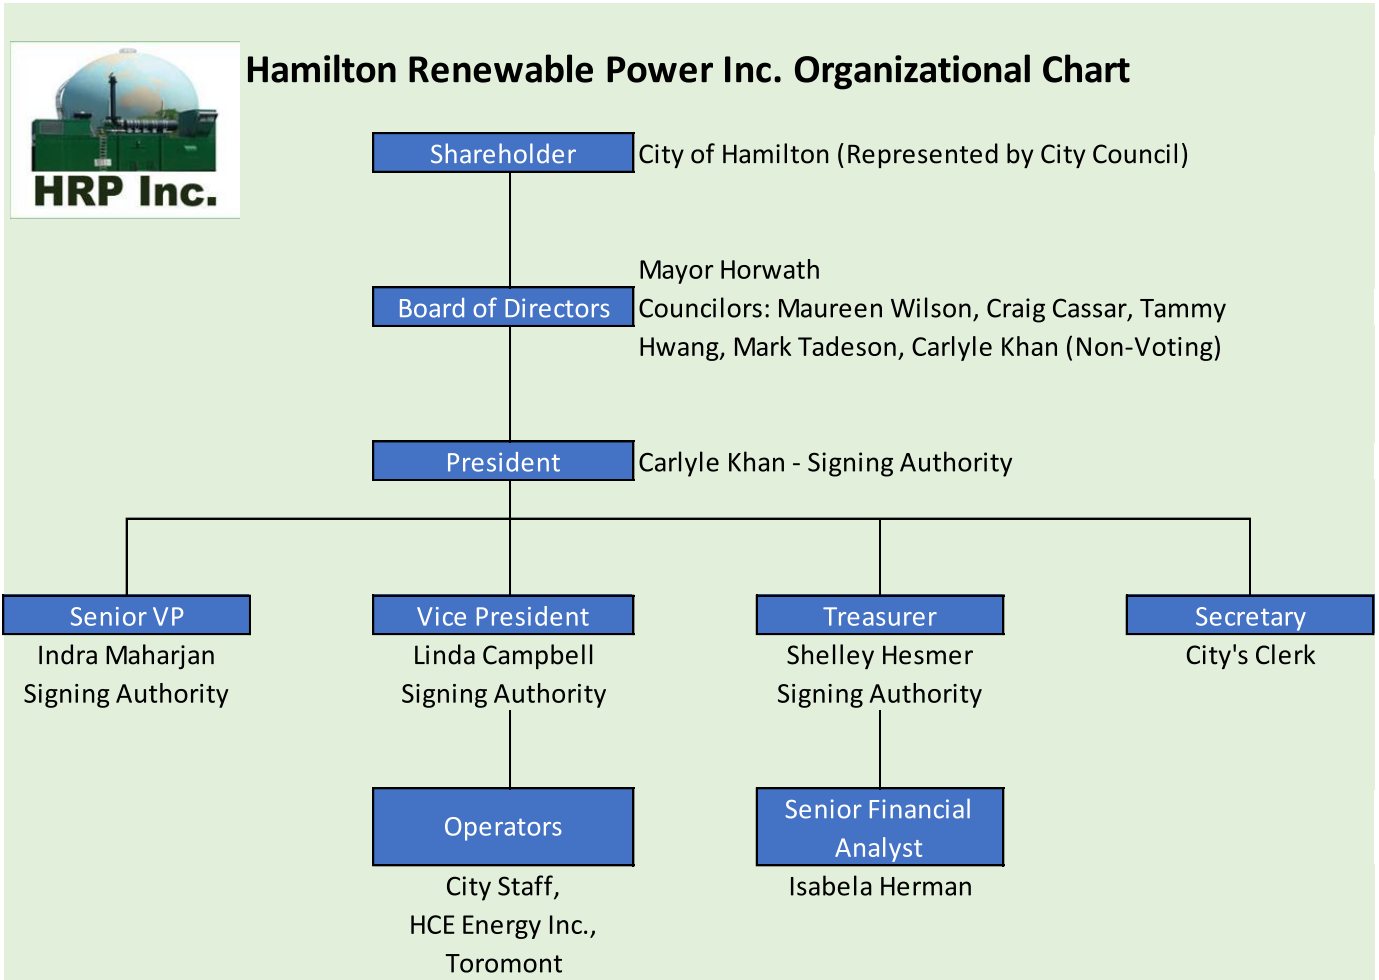 Hamilton Renewable Power Inc. Organizational Chart
HRP Inc.
Shareholder
City of Hamilton (Represented by City Council)
Mayor Horwath
Board of Directors
Councilors: Maureen Wilson, Craig Cassar, Tammy
Hwang, Mark Tadeson, Carlyle Khan (Non-Voting)
President
Carlyle Khan - Signing Authority
Senior VP
Indra Maharjan
Signing Authority
Vice President
Linda Campbell
Signing Authority
Treasurer
Shelley Hesmer
Signing Authority
Secretary
City's Clerk
Operators
City Staff,
HCE Energy Inc.,
Toromont
Senior Financial
Analyst
Isabela Herman